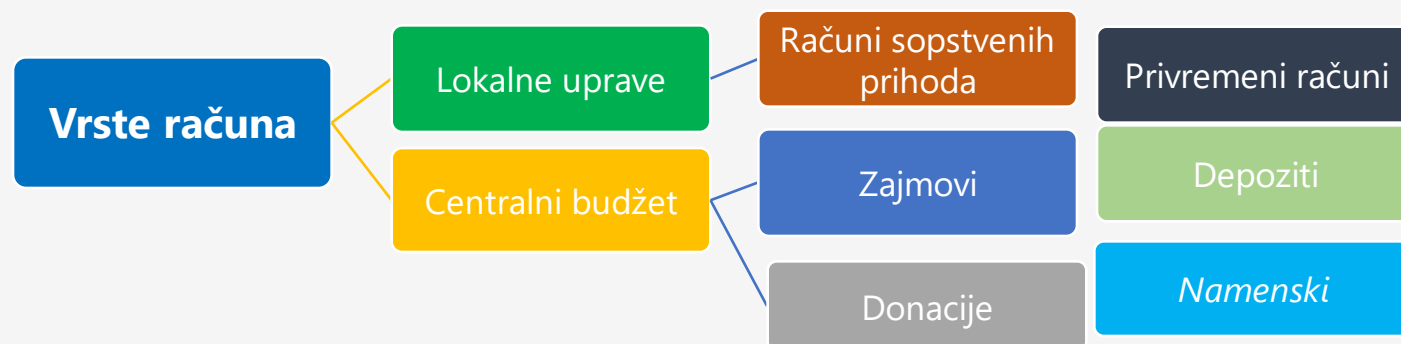 Vrste računa
Lokalne uprave
Centralni budžet
Računi sopstvenih
prihoda
Zajmovi
Donacije
Privremeni računi
Depoziti
Namenski